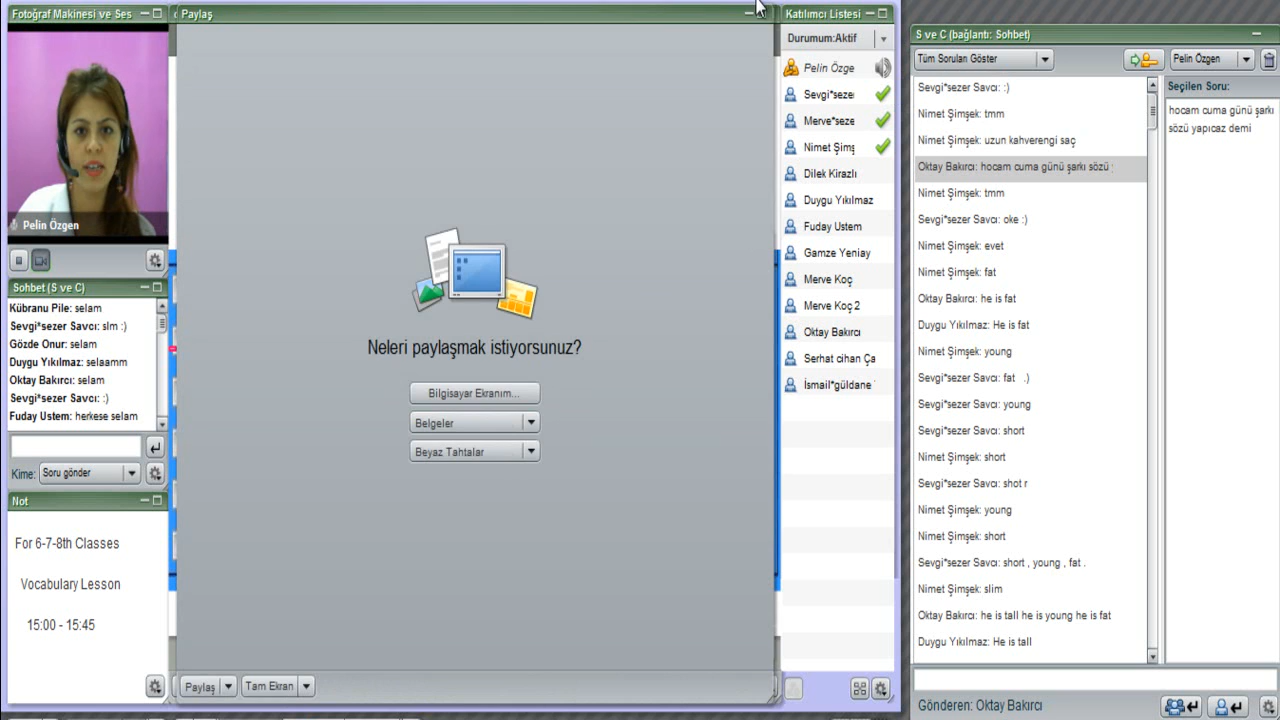 Fotoğraf Makinesi ve Ses
Pelin Özgen
Sohbet (S ve C)
Kübranu Pile: selam
Sevgi*sezer Savcı: slm :)
Gözde Onur: selam
Duygu Yıkılmaz: selaamm
Oktay Bakırcı: selam
Sevgi*sezer Savcı: :)
Fuday Ustem: herkese selam
Kime: Soru gönder
Not
For 6-7-8th Classes
Vocabulary Lesson
15:00 - 15:45
Paylaş
Neleri paylaşmak istiyorsunuz?
Bilgisayar Ekranım...
Belgeler
Beyaz Tahtalar
Paylaş
Tam Ekran
Katılımcı Listesi
Durumum:Aktif
Pelin Özge
Sevgi*seze
Merve*seze
Nimet Şimş
Dilek Kirazlı
Duygu Yıkılmaz
Fuday Ustem
Gamze Yeniay
Merve Koç
Merve Koç 2
Oktay Bakırcı
Serhat cihan Ça
İsmail*güldane
S ve C (bağlantı: Sohbet)
Tüm Soruları Göster
Pelin Özgen
Sevgi*sezer Savcı: :)
Nimet Şimşek: tmm
Nimet Şimşek: uzun kahverengi saç
Oktay Bakırcı: hocam cuma günü şarkı sözü
Nimet Şimşek: tmm
Sevgi*sezer Savcı: oke :)
Nimet Şimşek: evet
Nimet Şimşek: fat
Oktay Bakırcı: he is fat
Duygu Yıkılmaz: He is fat
Nimet Şimşek: young
Sevgi*sezer Savcı: fat .)
Sevgi*sezer Savcı: young
Sevgi*sezer Savcı: short
Nimet Şimşek: short
Sevgi*sezer Savcı: shot r
Nimet Şimşek: young
Nimet Şimşek: short
Sevgi*sezer Savcı: short , young , fat .
Nimet Şimşek: slim
Oktay Bakırcı: he is tall he is young he is fat
Duygu Yıkılmaz: He is tall
Seçilen Soru:
hocam cuma günü şarkı
sözü yapıcaz demi
Gönderen: Oktay Bakırcı